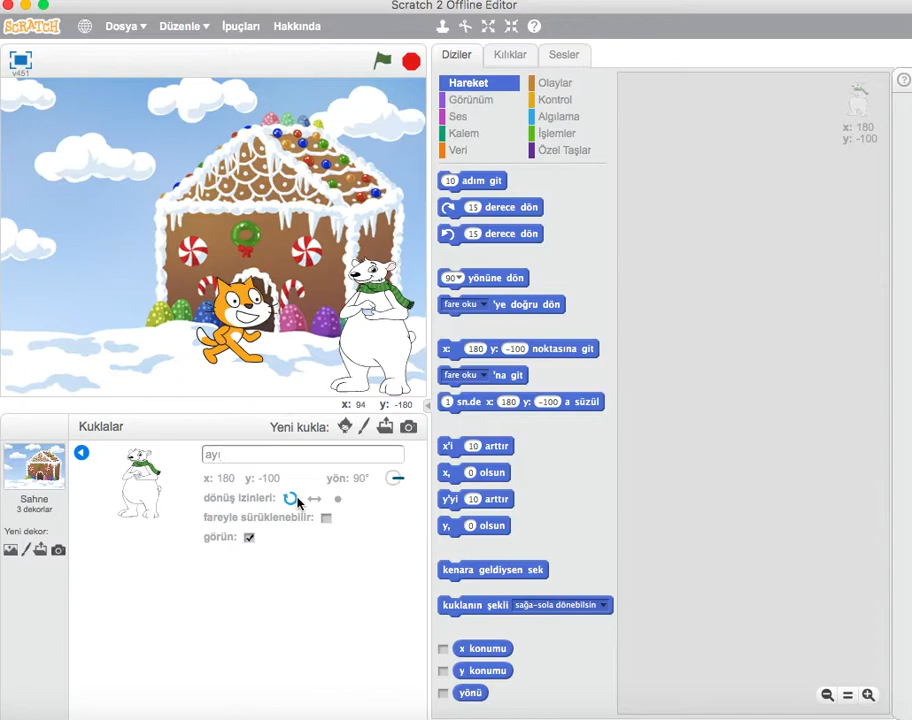 Scratch 2 Offline Editor
SCRATCH Dosya Düzenle İpuçları Hakkında
v451
Diziler Kılıklar Sesler
Hareket Olaylar
Görünüm Kontrol
Ses Algılama
Kalem İşlemler
Veri Özel Taşlar
x: 180
y: -100
10 adım git
15 derece dön
15 derece dön
90 yönüne dön
fare oku 'ye doğru dön
x: 180 y: -100 noktasına git
fare oku 'na git
1 sn.de x: 180 y: -100 a süzül
x'i 10 arttır
x, 0 olsun
y'yi 10 arttır
y, 0 olsun
kenara geldiysen sek
kuklanın şekli sağa-sola dönebilsin
x konumu
y konumu
yönü
x: 94 y: -180
Kuklalar Yeni kukla:
ayı
x: 180 y: -100 yön: 90°
dönüş izinleri:
fareyle sürüklenebilir:
görün:
Sahne
3 dekorlar
Yeni dekor: